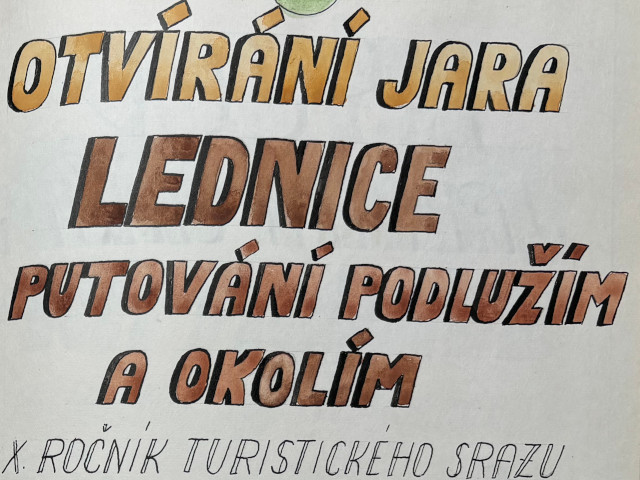 OTVÍRÁNÍ JARA
LEDNICE
PUTOVÁNÍ PODLUŽÍM
A OKOLÍM
X. ROČNÍK TURISTICKÉHO SRAZU